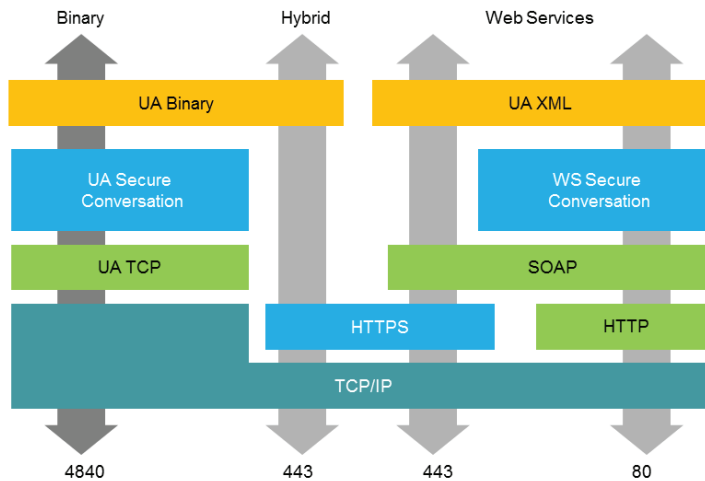 Binary
Hybrid
Web Services
UA Binary
UA XML
UA Secure
Conversation
WS Secure
Conversation
UA TCP
SOAP
HTTPS
HTTP
TCP/IP
4840
443
443
80